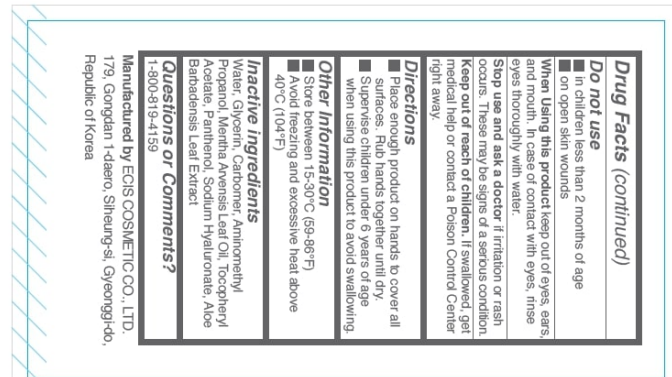 Drug Facts (continued)
Do not use
■ in children less than 2 months of age
■ on open skin wounds
When Using this product keep out of eyes, ears,
and mouth. In case of contact with eyes, rinse
eyes thoroughly with water.
Stop use and ask a doctor if irritation or rash
occurs. These may be signs of a serious condition.
Keep out of reach of children. If swallowed, get
medical help or contact a Poison Control Center
right away.
Directions
■ Place enough product on hands to cover all
surfaces. Rub hands together until dry.
■ Supervise children under 6 years of age
when using this product to avoid swallowing.
Other Information
■ Store between 15-30°C (59-86°F)
■ Avoid freezing and excessive heat above
40°C (104°F)
Inactive ingredients
Water, Glycerin, Carbomer, Aminomethyl
Propanol, Mentha Arvensis Leaf Oil, Tocopheryl
Acetate, Panthenol, Sodium Hyaluronate, Aloe
Barbadensis Leaf Extract
Questions or Comments?
1-800-819-4159
Manufactured by ECIS COSMETIC CO., LTD.
179, Gongdan 1-daero, Siheung-si, Gyeonggi-do,
Republic of Korea